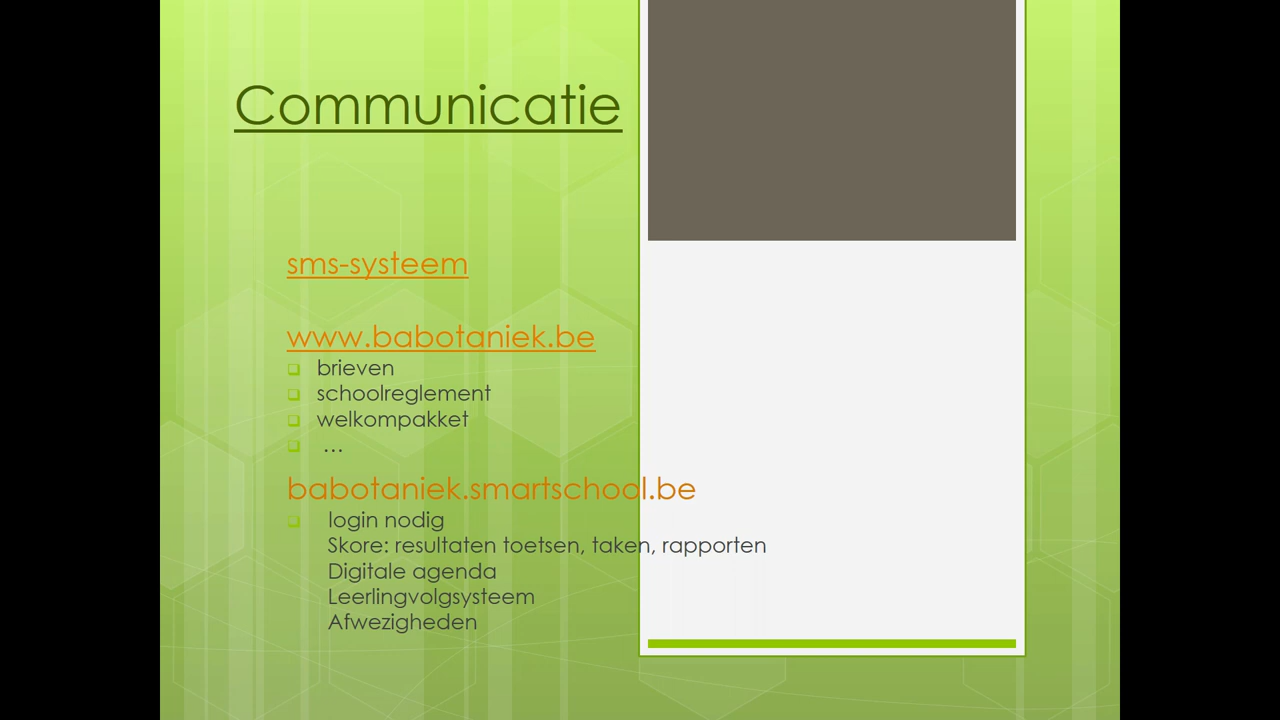 Communicatie
sms-systeem
www.babotaniek.be
brieven
schoolreglement
welkompakket
...
babotaniek.smartschool.be
login nodig
Skore: resultaten toetsen, taken, rapporten
Digitale agenda
Leerlingvolgsysteem
Afwezigheden